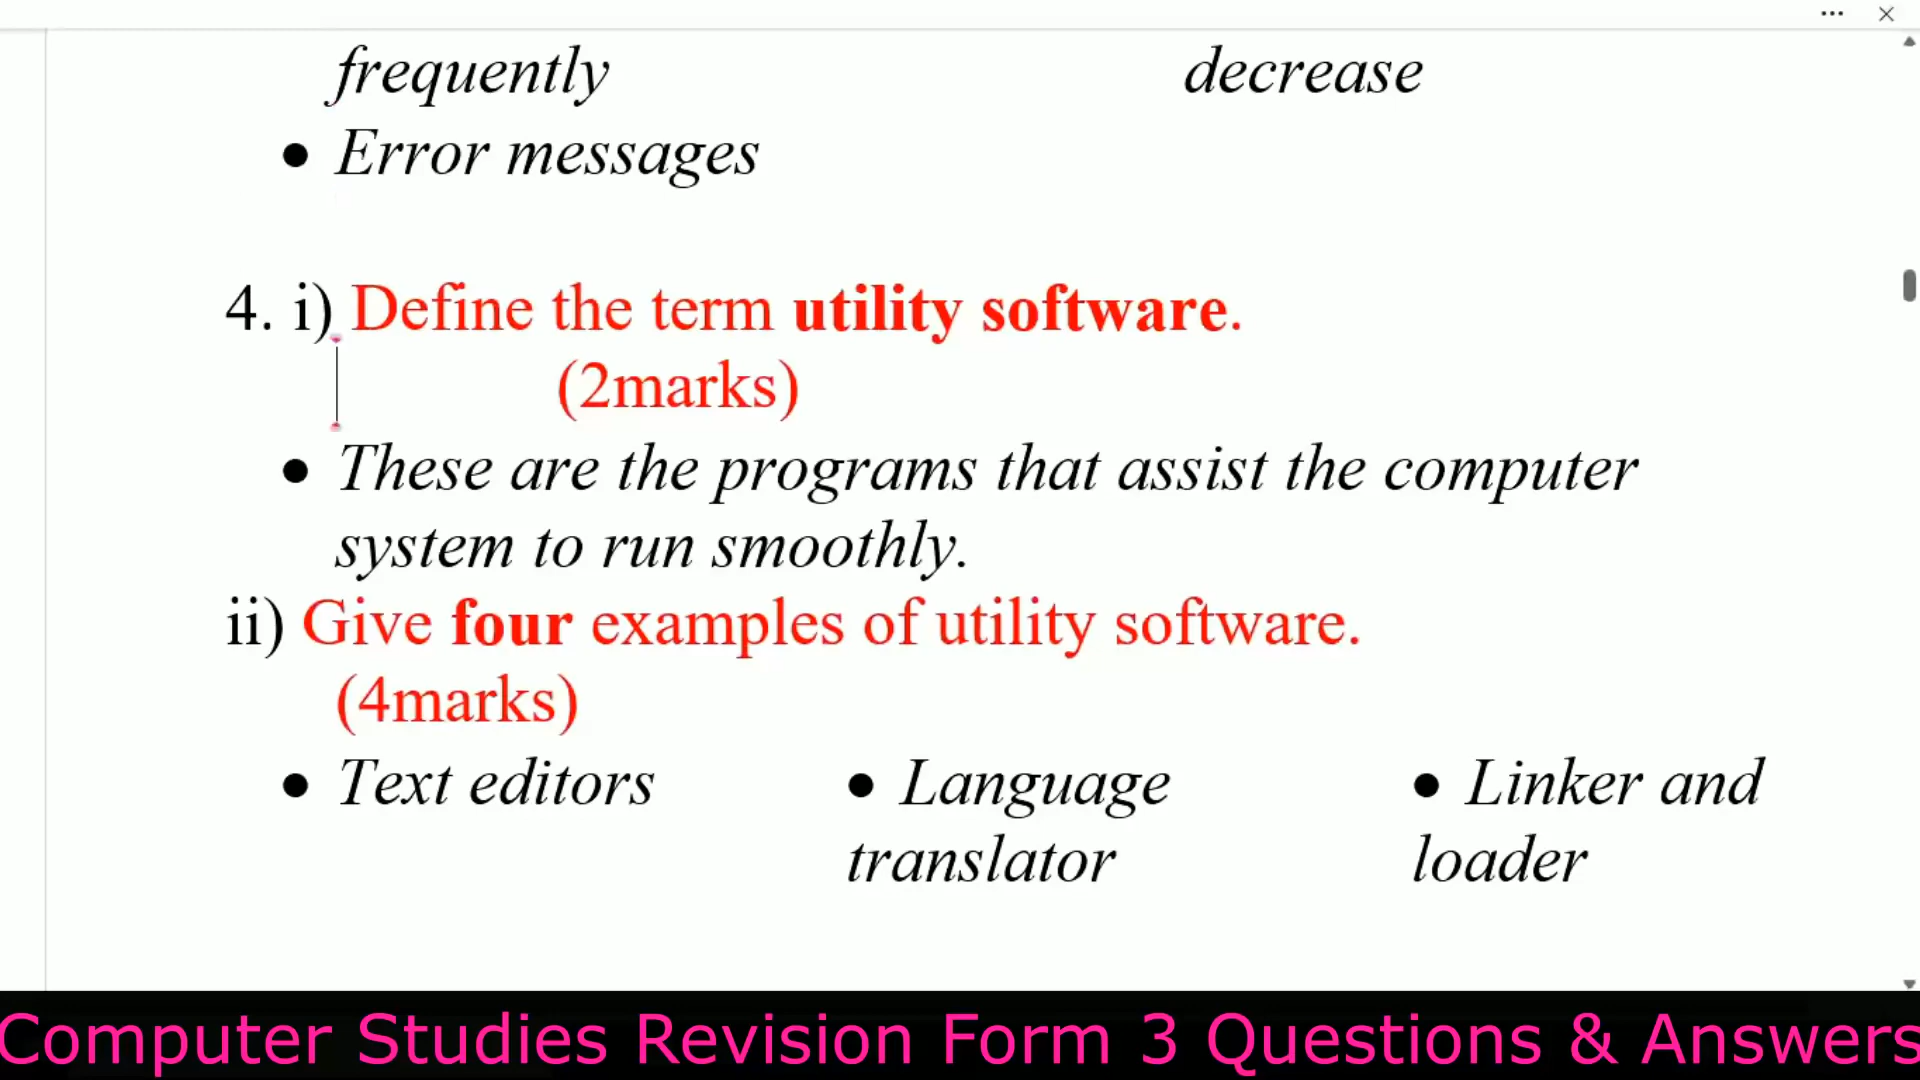 frequently decrease
● Error messages
4. i) Define the term utility software.
(2marks)
● These are the programs that assist the computer
system to run smoothly.
ii) Give four examples of utility software.
(4marks)
● Text editors ● Language ● Linker and
translator loader
Computer Studies Revision Form 3 Questions & Answers